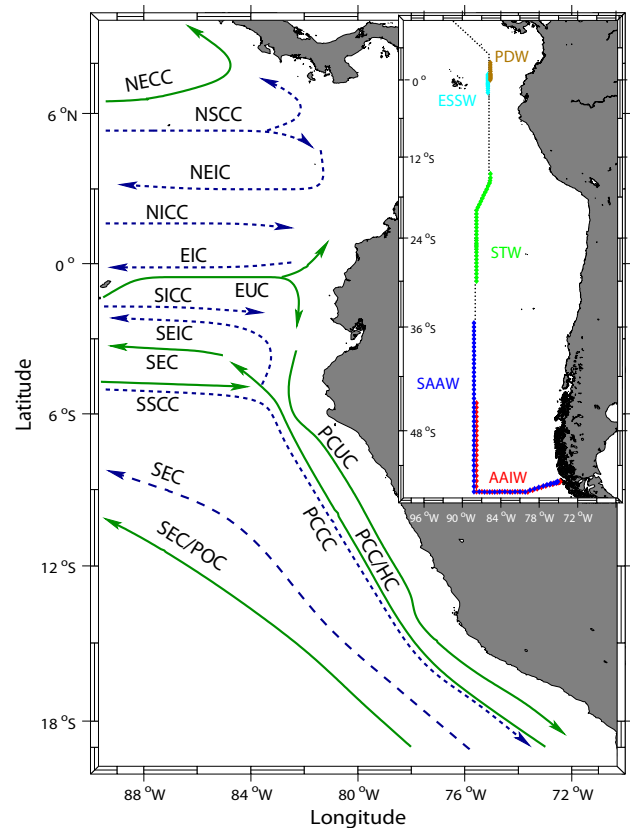 NECC
NSCC
NEIC
NICC
EIC
EUC
SICC
SEIC
SEC
SSCC
SEC
SEC/POC
PCUC
PCCC
PCC/HC
6 °N
0°
6°S
12°S
18°S
Latitude
88°W
84°W
80°W
76°W
72°W
Longitude
PDW
ESSW
STW
SAAW
AAIW
0°
12°S
24°S
36°S
48°S
96°W
90°W
84°W
78°W
72°W